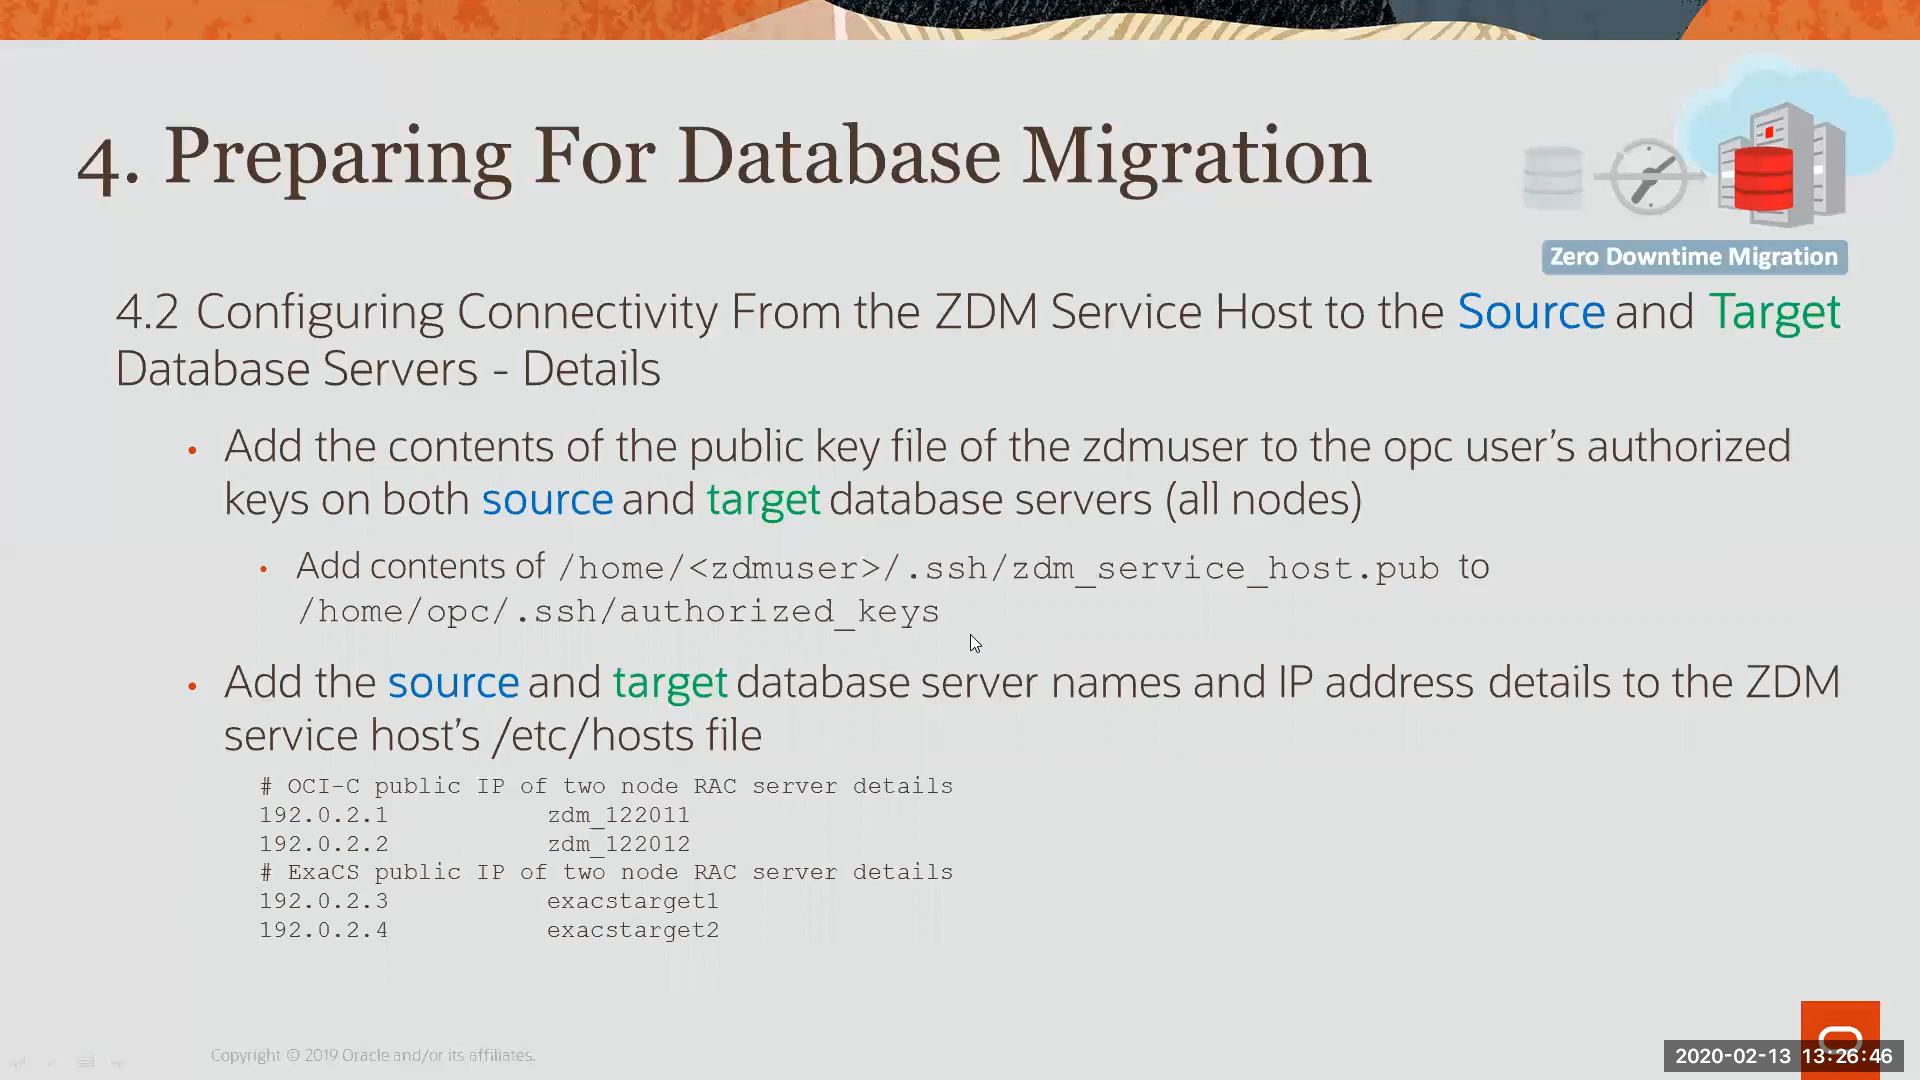 4. Preparing For Database Migration
Zero Downtime Migration
4.2 Configuring Connectivity From the ZDM Service Host to the Source and Target
Database Servers - Details
• Add the contents of the public key file of the zdmuser to the opc user’s authorized
keys on both source and target database servers (all nodes)
• Add contents of /home/<zdmuser>/.ssh/zdm_service_host.pub to
/home/opc/.ssh/authorized_keys
• Add the source and target database server names and IP address details to the ZDM
service host’s /etc/hosts file
# OCI-C public IP of two node RAC server details
192.0.2.1 zdm_122011
192.0.2.2 zdm_122012
# ExaCS public IP of two node RAC server details
192.0.2.3 exacstarget1
192.0.2.4 exacstarget2
Copyright © 2019 Oracle and/or its affiliates.
2020-02-13 13:26:46